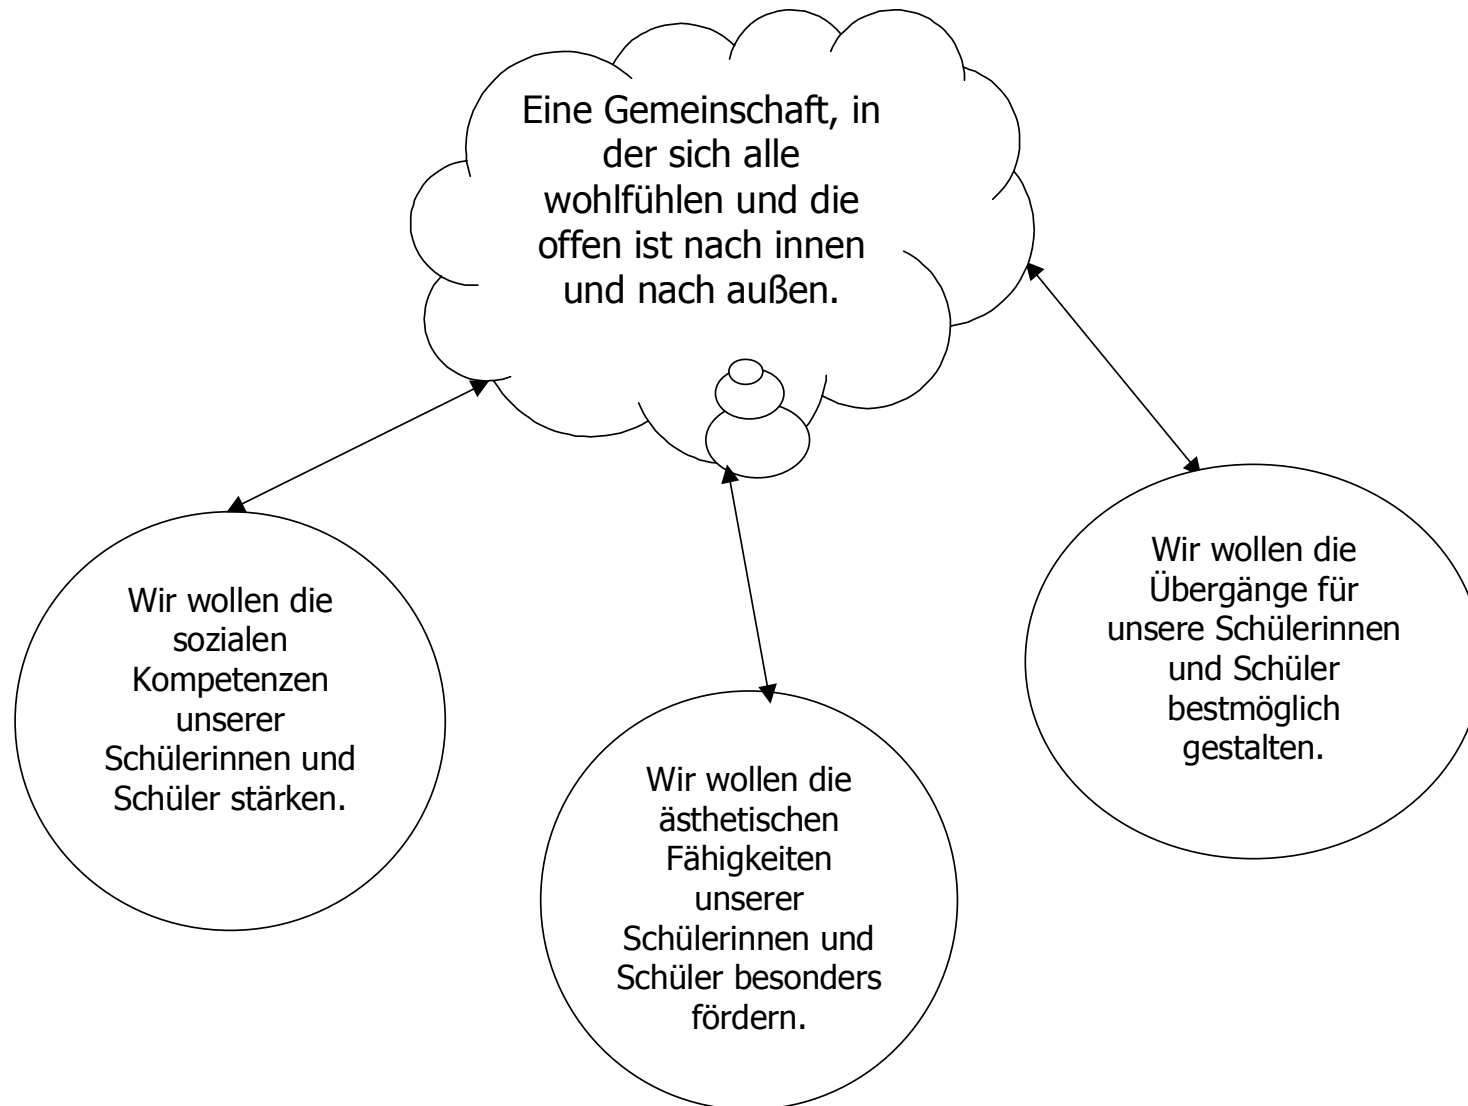 Eine Gemeinschaft, in
der sich alle
wohlfühlen und die
offen ist nach innen
und nach außen.
Wir wollen die
sozialen
Kompetenzen
unserer
Schülerinnen und
Schüler stärken.
Wir wollen die
ästhetischen
Fähigkeiten
unserer
Schülerinnen und
Schüler besonders
fördern.
Wir wollen die
Übergänge für
unsere Schülerinnen
und Schüler
bestmöglich
gestalten.